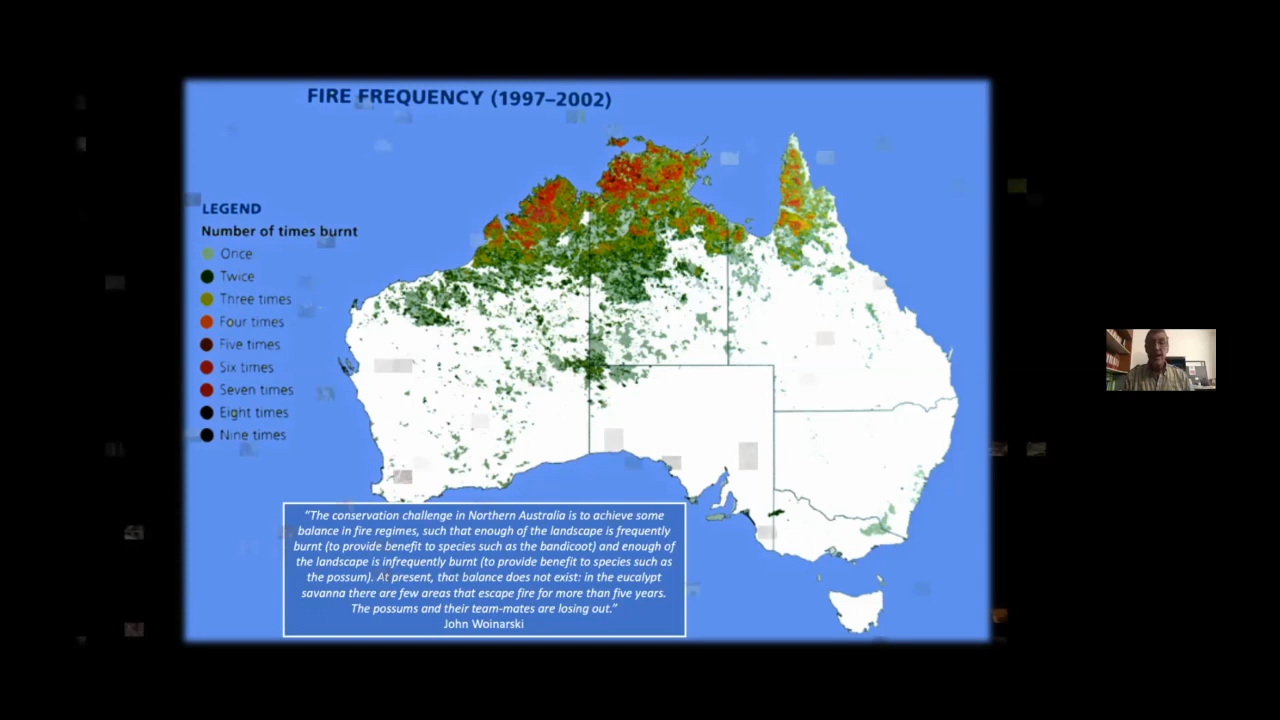 FIRE FREQUENCY (1997–2002)
LEGEND
Number of times burnt
Once
Twice
Three times
Four times
Five times
Six times
Seven times
Eight times
Nine times
“The conservation challenge in Northern Australia is to achieve some
balance in fire regimes, such that enough of the landscape is frequently
burnt (to provide benefit to species such as the bandicoot) and enough of
the landscape is infrequently burnt (to provide benefit to species such as
the possum). At present, that balance does not exist: in the eucalypt
savanna there are few areas that escape fire for more than five years.
The possums and their team-mates are losing out.”
John Woinarski